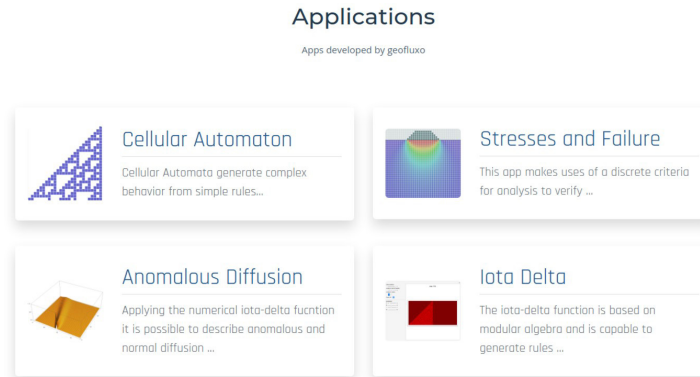 Applications
Apps developed by geofluxo
Cellular Automaton
Cellular Automata generate complex
behavior from simple rules...
Stresses and Failure
This app makes uses of a discrete criteria
for analysis to verify ...
Anomalous Diffusion
Applying the numerical iota-delta fucntion
it is possible to describe anomalous and
normal diffusion ...
Iota Delta
The iota-delta function is based on
modular algebra and is capable to
generate rules ...